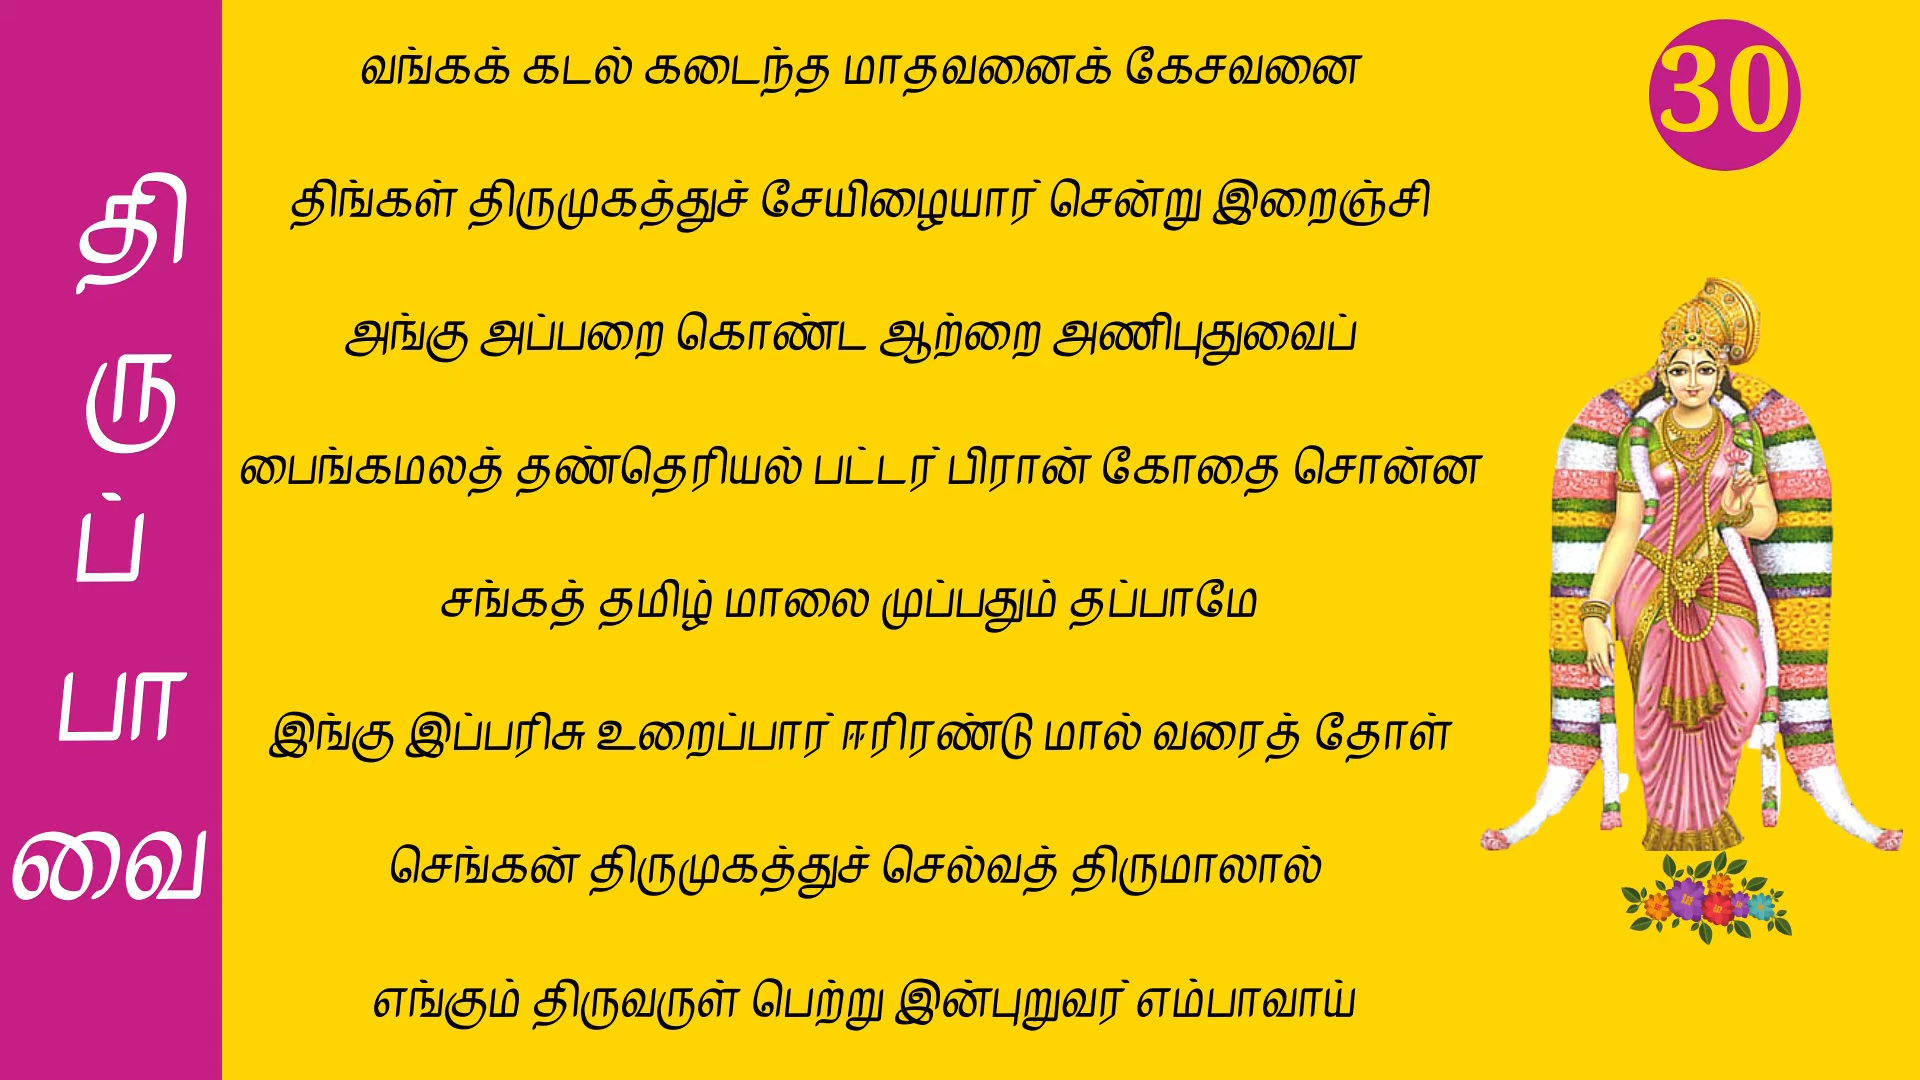 திருப்பாவை
30
வங்கக் கடல் கடைந்த மாதவனைக் கேசவனை
திங்கள் திருமுகத்துச் சேயிழையார் சென்று இறைஞ்சி
அங்கு அப்பறை கொண்ட ஆற்றை அணிபுதுவைப்
பைங்கமலத் தண்தெரியல் பட்டர் பிரான் கோதை சொன்ன
சங்கத் தமிழ் மாலை முப்பதும் தப்பாமே
இங்கு இப்பரிசு உறைப்பார் ஈரிரண்டு மால் வரைத் தோள்
செங்கன் திருமுகத்துச் செல்வத் திருமாலால்
எங்கும் திருவருள் பெற்று இன்புறுவர் எம்பாவாய்